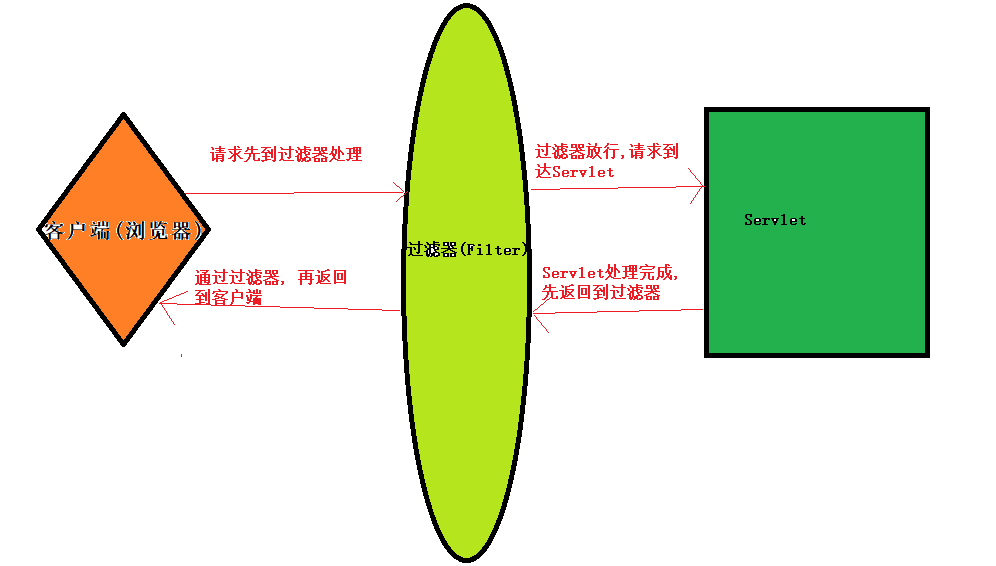 请求先到过滤器处理
过滤器放行,请求到
达Servlet
客户端(浏览器)
Servlet
过滤器(Filter)
通过过滤器, 再返回
到客户端
Servlet处理完成,
先返回到过滤器